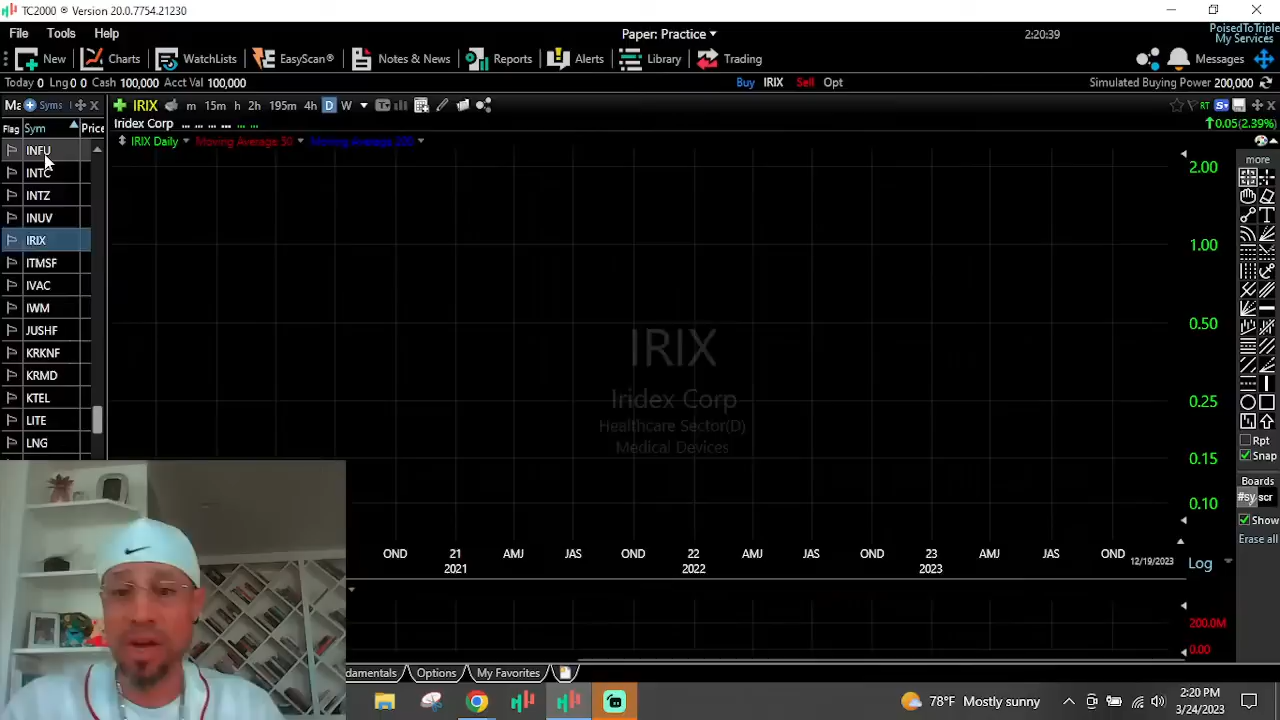 TC2000 ® Version 20.0.7754.21230
File Tools Help
Paper: Practice
2:20:39
PoisedToTriple
My Services
New Charts WatchLists EasyScan® Notes & News Reports Alerts Library Trading
Messages
Today 0 Lng 0 0 Cash 100,000 Acct Val 100,000
Buy IRIX Sell Opt
Simulated Buying Power 200,000
Ma Syms
IRIX m 15m h 2h 195m 4h D W
RT
Flag Sym Price
Iridex Corp
0.05(2.39%)
IRIX Daily Moving Average 50 Moving Average 200
INFU
INTC
INTZ
INUV
IRIX
ITMSF
IVAC
IWM
JUSHF
KRKNF
KRMD
KTEL
LITE
LNG
IRIX
Iridex Corp
Healthcare Sector(D)
Medical Devices
2.00
1.00
0.50
0.25
0.15
0.10
more
Rpt
Snap
Boards
#sy scr
Show
Erase all
OND 21 AMJ JAS OND 22 AMJ JAS OND 23 AMJ JAS OND
2021 2022 2023
12/19/2023
Log
200.0M
0.00
damentals Options My Favorites
78°F Mostly sunny
2:20 PM
3/24/2023